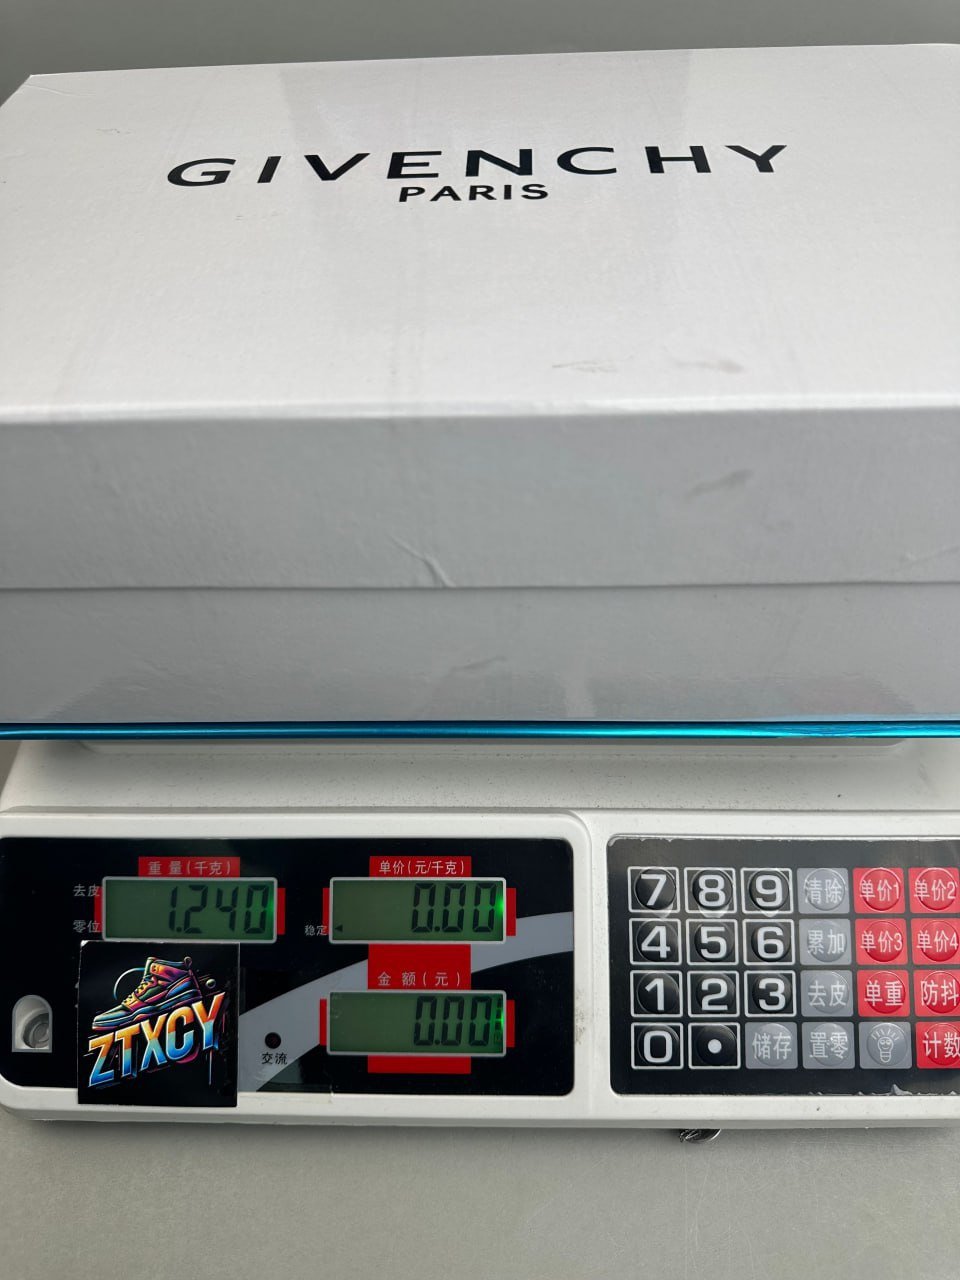 GIVENCHY
PARIS
重量(千克)
单价(元/千克)
去皮
1.240
0.00
零位
稳定
金额(元)
0.00
交流
ZTXCY
7 8 9 清除 单价1 单价2
4 5 6 累加 单价3 单价4
1 2 3 去皮 单重 防抖
0 . 储存 置零 计数